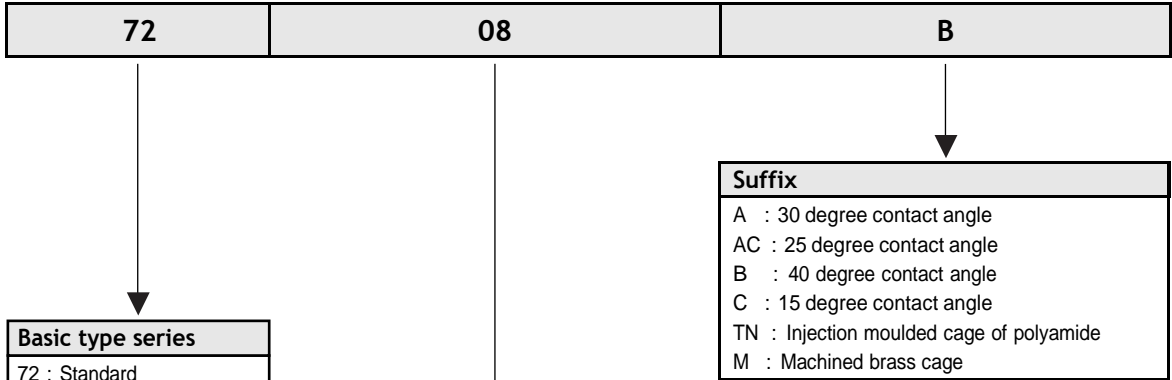 72 08 B
Suffix
A : 30 degree contact angle
AC : 25 degree contact angle
B : 40 degree contact angle
C : 15 degree contact angle
TN : Injection moulded cage of polyamide
M : Machined brass cage
Basic type series
72 : Standard